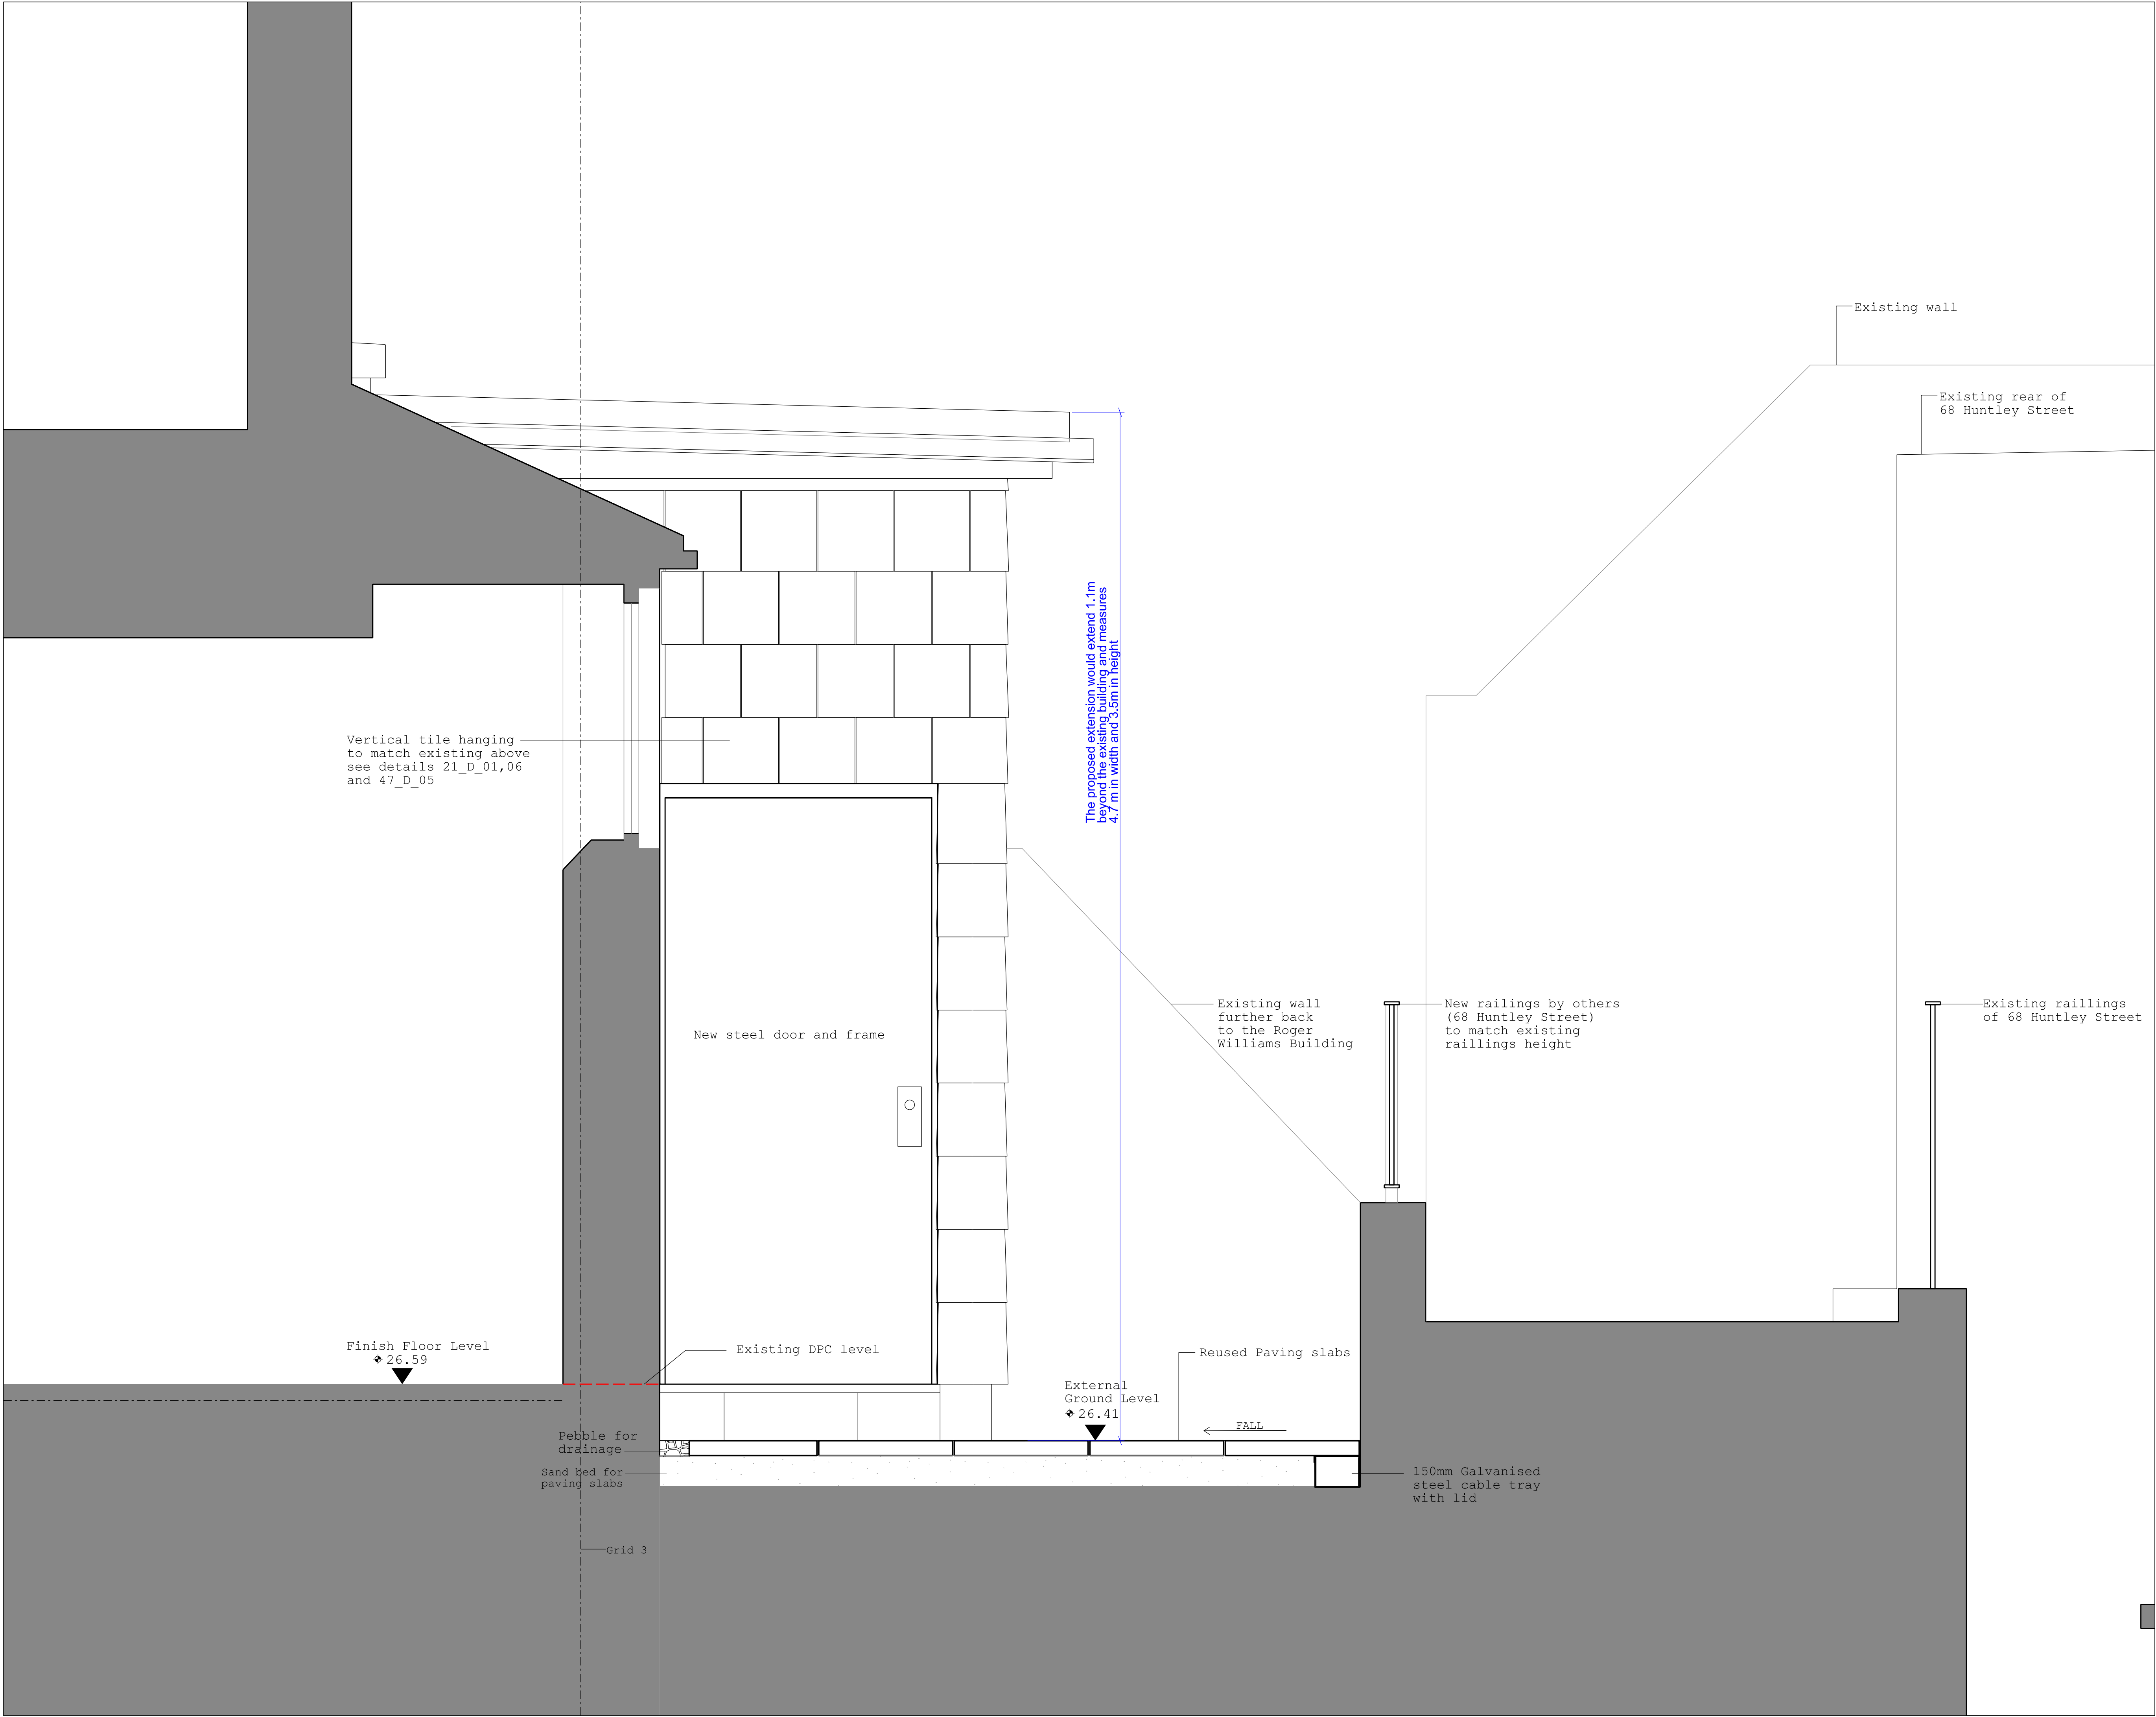 Existing wall
Existing rear of
68 Huntley Street
The proposed extension would extend 1.1m
beyond the existing building and measures
4.7 m in width and 3.5m in height
Vertical tile hanging
to match existing above
see details 21_D_01,06
and 47_D_05
New steel door and frame
Existing wall
further back
to the Roger
Williams Building
New railings by others
(68 Huntley Street)
to match existing
raillings height
Existing raillings
of 68 Huntley Street
Finish Floor Level
26.59
Existing DPC level
Reused Paving slabs
External
Ground Level
26.41
FALL
Pebble for
drainage
Sand bed for
paving slabs
150mm Galvanised
steel cable tray
with lid
Grid 3